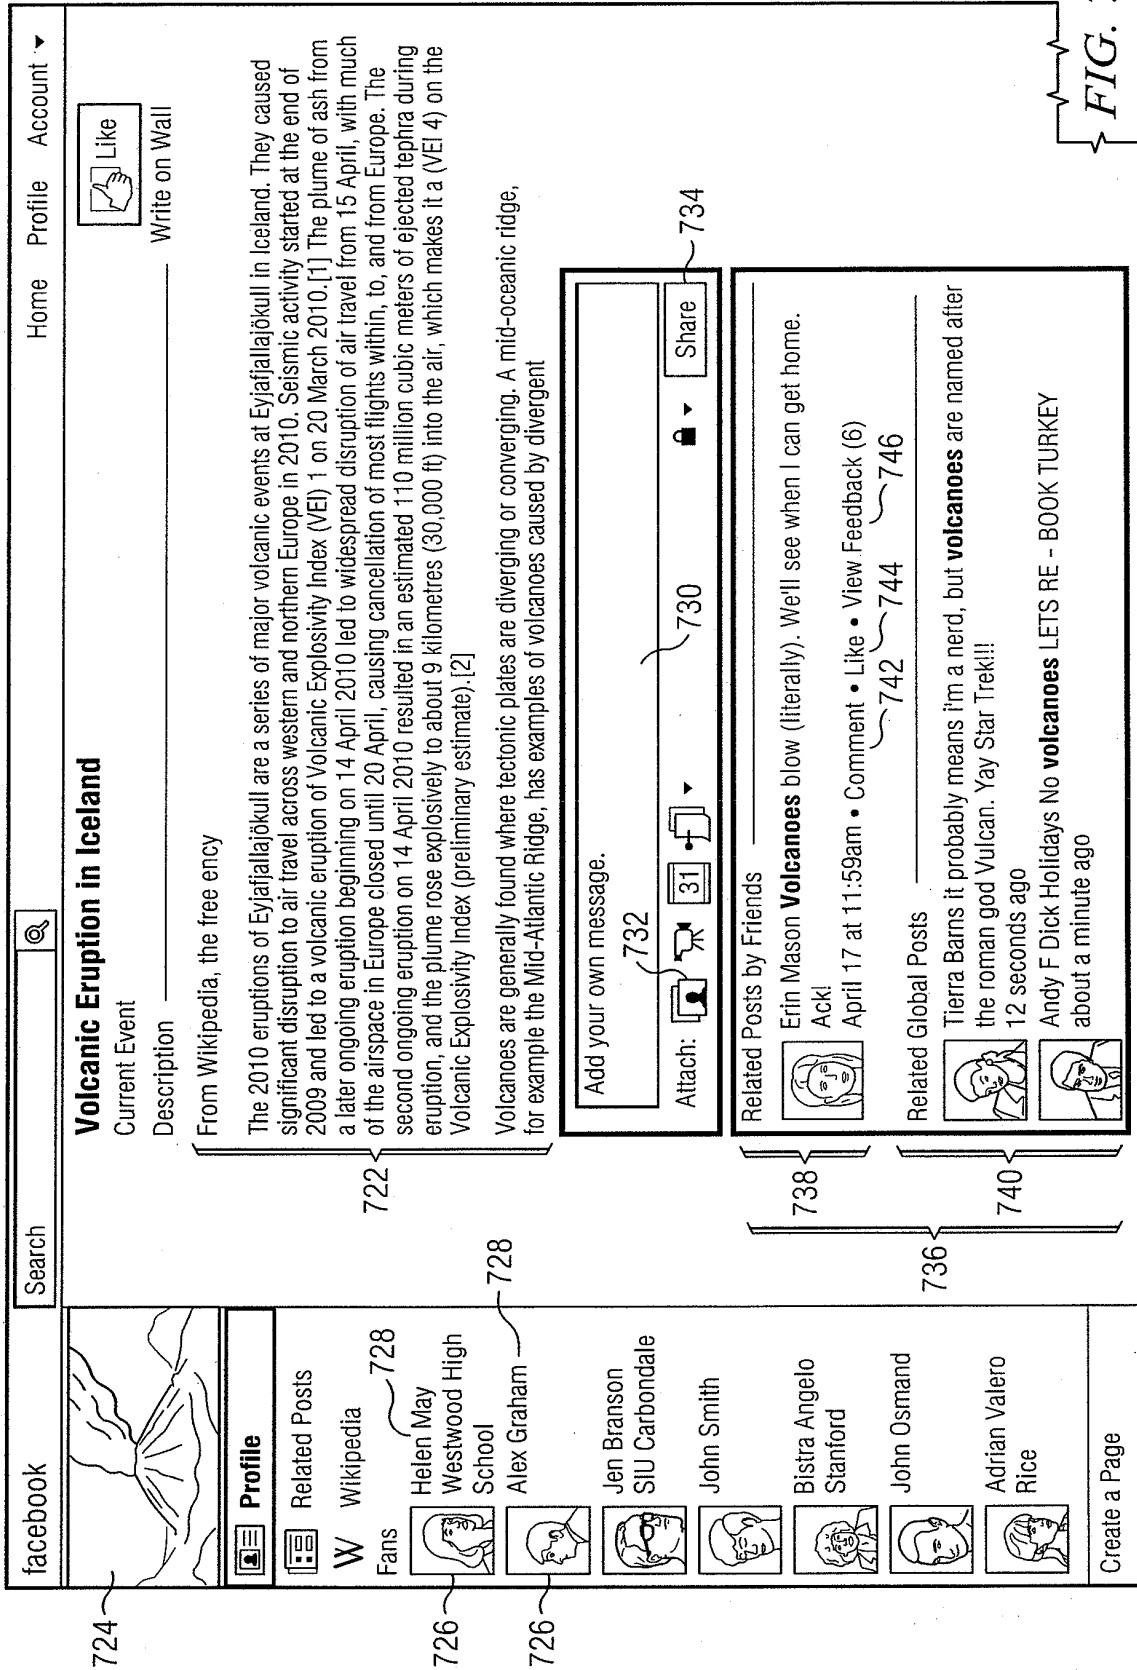 facebook
Search
Home Profile Account
724
Profile
Related Posts
W Wikipedia
Fans
726
Helen May
Westwood High
School
728
726
Alex Graham
728
Jen Branson
SIU Carbondale
John Smith
Bistra Angelo
Stanford
John Osmand
Adrian Valero
Rice
Create a Page
Volcanic Eruption in Iceland
Like
Current Event
Description
Write on Wall
From Wikipedia, the free ency
The 2010 eruptions of Eyjafjallajökull are a series of major volcanic events at Eyjafjallajökull in Iceland. They caused
significant disruption to air travel across western and northern Europe in 2010. Seismic activity started at the end of
2009 and led to a volcanic eruption of Volcanic Explosivity Index (VEI) 1 on 20 March 2010.[1] The plume of ash from
a later ongoing eruption beginning on 14 April 2010 led to widespread disruption of air travel from 15 April, with much
of the airspace in Europe closed until 20 April, causing cancellation of most flights within, to, and from Europe. The
second ongoing eruption on 14 April 2010 resulted in an estimated 110 million cubic meters of ejected tephra during
eruption, and the plume rose explosively to about 9 kilometres (30,000 ft) into the air, which makes it a (VEI 4) on the
Volcanic Explosivity Index (preliminary estimate).[2]
722
Volcanoes are generally found where tectonic plates are diverging or converging. A mid-oceanic ridge,
for example the Mid-Atlantic Ridge, has examples of volcanoes caused by divergent
Add your own message.
732
730
Attach:
31
Share
734
736
738
Related Posts by Friends
Erin Mason Volcanoes blow (literally). We'll see when I can get home.
Ack!
April 17 at 11:59am • Comment • Like • View Feedback (6)
742
744
746
740
Related Global Posts
Tierra Barns it probably means i'm a nerd, but volcanoes are named after
the roman god Vulcan. Yay Star Trek!!!
12 seconds ago
Andy F Dick Holidays No volcanoes LETS RE - BOOK TURKEY
about a minute ago
FIG.